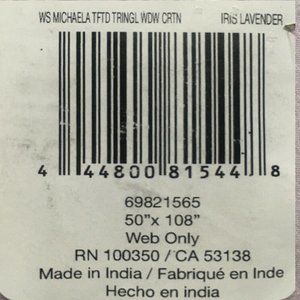 WS MICHAELA TFTD TRINGL WDW CRTN IRIS LAVENDER
4 44800 81544 8
69821565
50"x 108"
Web Only
RN 100350 / CA 53138
Made in India / Fabriqué en Inde
Hecho en india